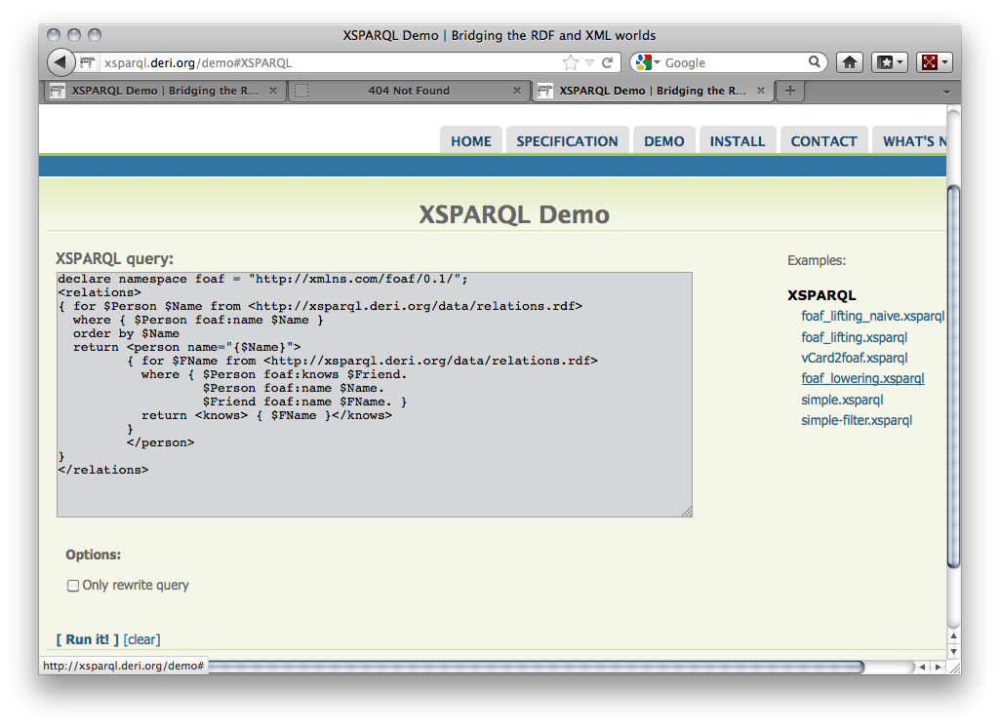 XSPARQL Demo | Bridging the RDF and XML worlds
xsparql.deri.org/demo#XSPARQL
Google
XSPARQL Demo | Bridging the R...
404 Not Found
XSPARQL Demo | Bridging the R...
HOME
SPECIFICATION
DEMO
INSTALL
CONTACT
WHAT'S N
XSPARQL Demo
XSPARQL query:
declare namespace foaf = "http://xmlns.com/foaf/0.1/";
<relations>
{ for $Person $Name from <http://xsparql.deri.org/data/relations.rdf>
  where { $Person foaf:name $Name }
  order by $Name
  return <person name="{$Name}">
         { for $FName from <http://xsparql.deri.org/data/relations.rdf>
           where { $Person foaf:knows $Friend.
                   $Person foaf:name $Name.
                   $Friend foaf:name $FName. }
           return <knows> { $FName }</knows>
         }
         </person>
}
</relations>
Examples:
XSPARQL
foaf_lifting_naive.xsparql
foaf_lifting.xsparql
vCard2foaf.xsparql
foaf_lowering.xsparql
simple.xsparql
simple-filter.xsparql
Options:
Only rewrite query
[ Run it! ] [clear]
http://xsparql.deri.org/demo#